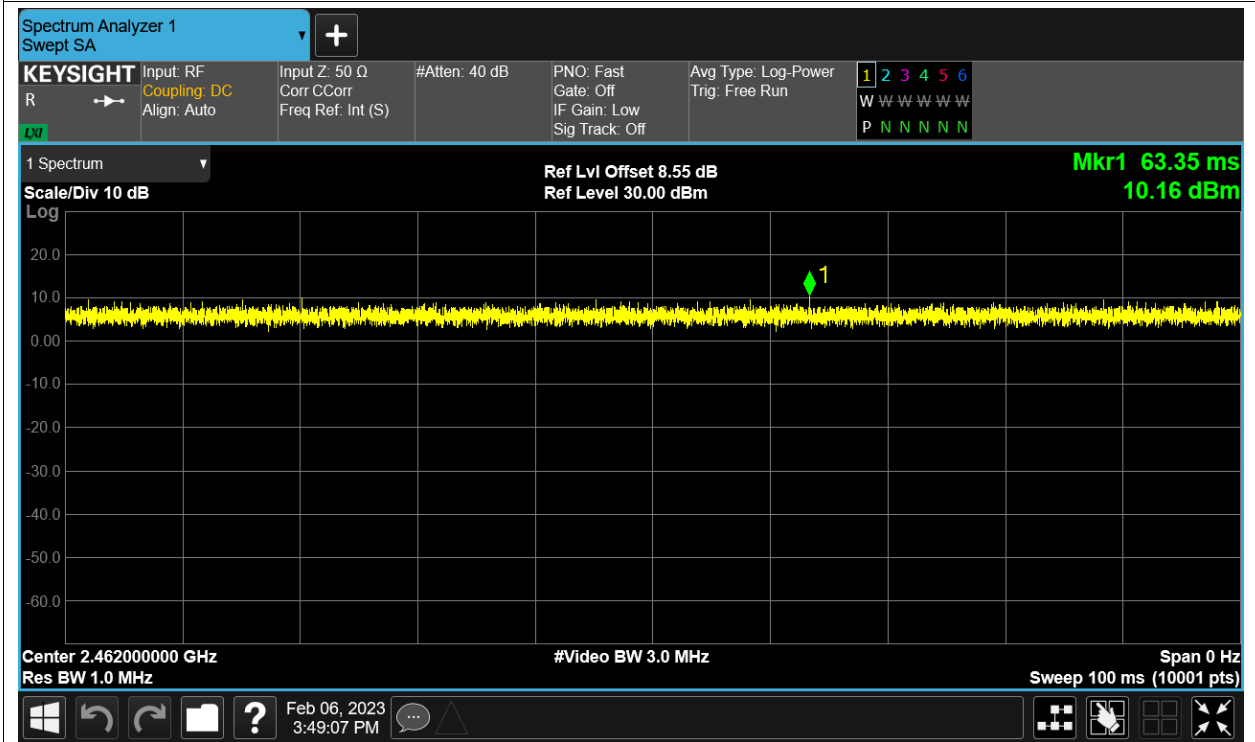 Spectrum Analyzer 1
Swept SA
▼
+
KEYSIGHT
R
LXI
Input: RF
Coupling: DC
Align: Auto
Input Z: 50 Ω
Corr CCorr
Freq Ref: Int (S)
#Atten: 40 dB
PNO: Fast
Gate: Off
IF Gain: Low
Sig Track: Off
Avg Type: Log-Power
Trig: Free Run
1 2 3 4 5 6
W W W W W W
P N N N N N
1 Spectrum ▼
Scale/Div 10 dB
Ref Lvl Offset 8.55 dB
Ref Level 30.00 dBm
Mkr1 63.35 ms
10.16 dBm
Log
20.0
10.0
0.00
-10.0
-20.0
-30.0
-40.0
-50.0
-60.0
1
Center 2.462000000 GHz
Res BW 1.0 MHz
#Video BW 3.0 MHz
Span 0 Hz
Sweep 100 ms (10001 pts)
?
Feb 06, 2023
3:49:07 PM